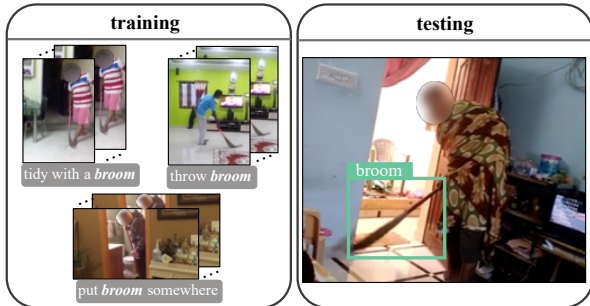 training
tidy with a broom
throw broom
put broom somewhere
testing
broom